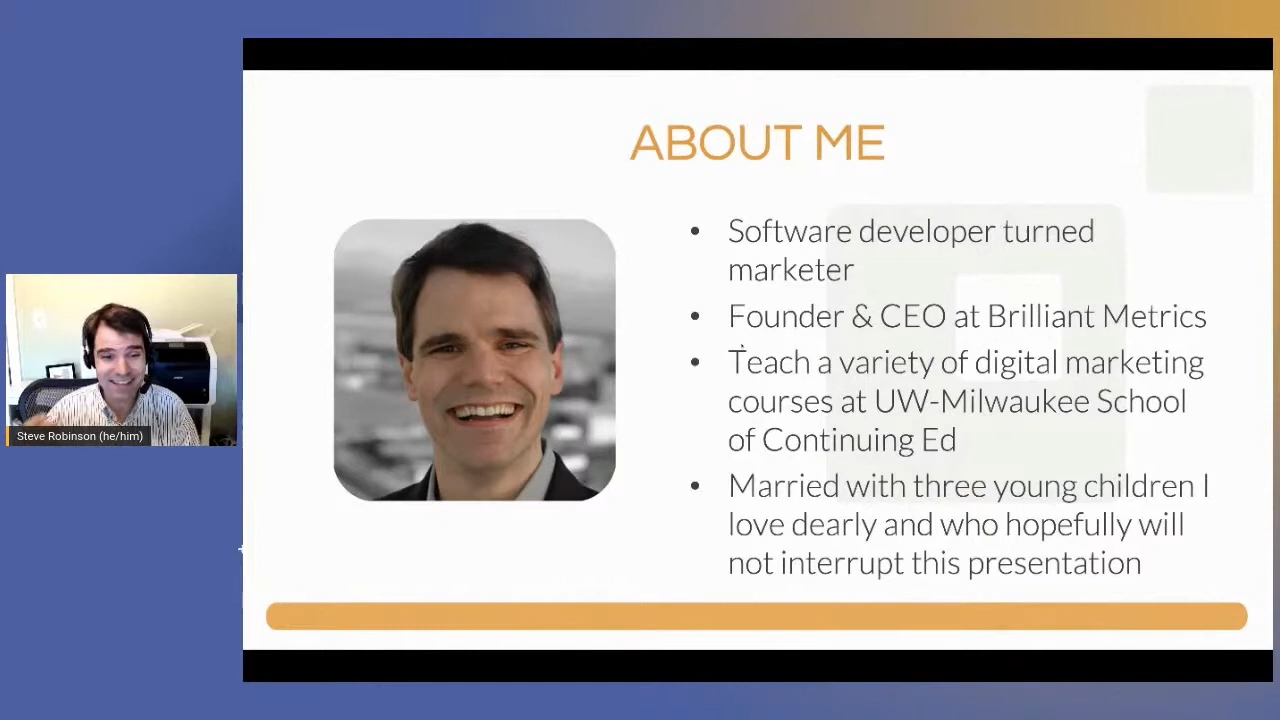 ABOUT ME
• Software developer turned
marketer
• Founder & CEO at Brilliant Metrics
• Teach a variety of digital marketing
courses at UW-Milwaukee School
of Continuing Ed
• Married with three young children I
love dearly and who hopefully will
not interrupt this presentation
Steve Robinson (he/him)